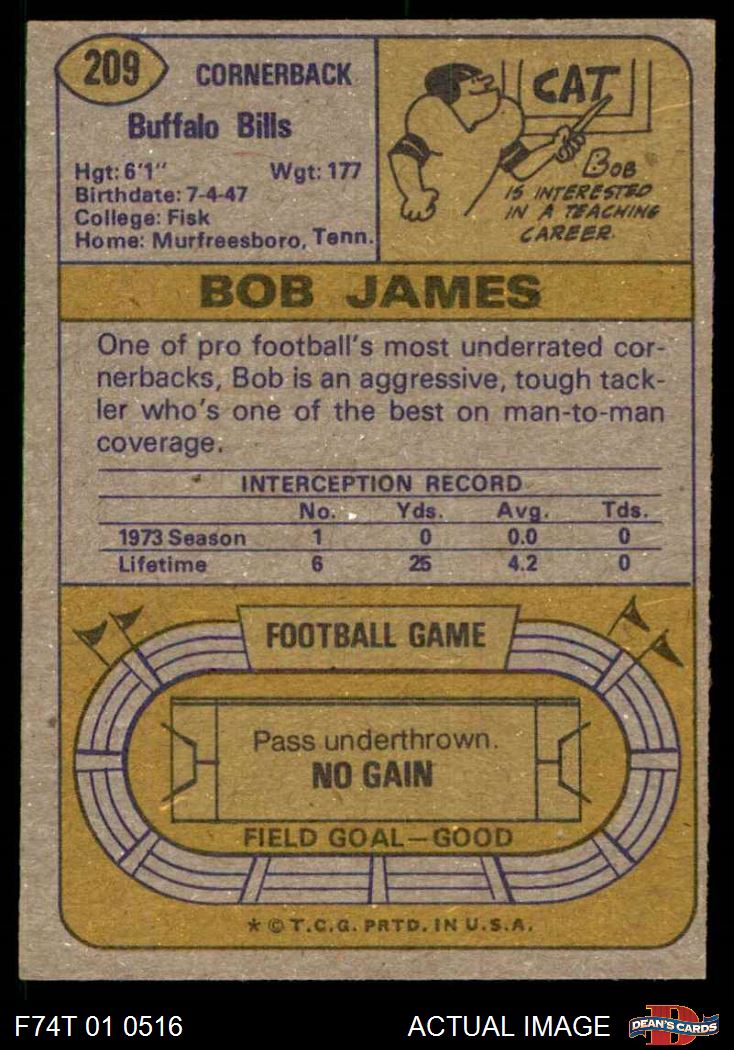 209
CORNERBACK
Buffalo Bills
Hgt: 6'1" Wgt: 177
Birthdate: 7-4-47
College: Fisk
Home: Murfreesboro, Tenn.
CAT
BOB
IS INTERESTED
IN A TEACHING
CAREER.
BOB JAMES
One of pro football's most underrated cor-
nerbacks, Bob is an aggressive, tough tack-
ler who's one of the best on man-to-man
coverage.
INTERCEPTION RECORD
No. Yds. Avg. Tds.
1973 Season 1 0 0.0 0
Lifetime 6 25 4.2 0
FOOTBALL GAME
Pass underthrown.
NO GAIN
FIELD GOAL—GOOD
* © T.C.G. PRTD. IN U.S.A.
F74T 01 0516
ACTUAL IMAGE
D
DEAN'S CARDS